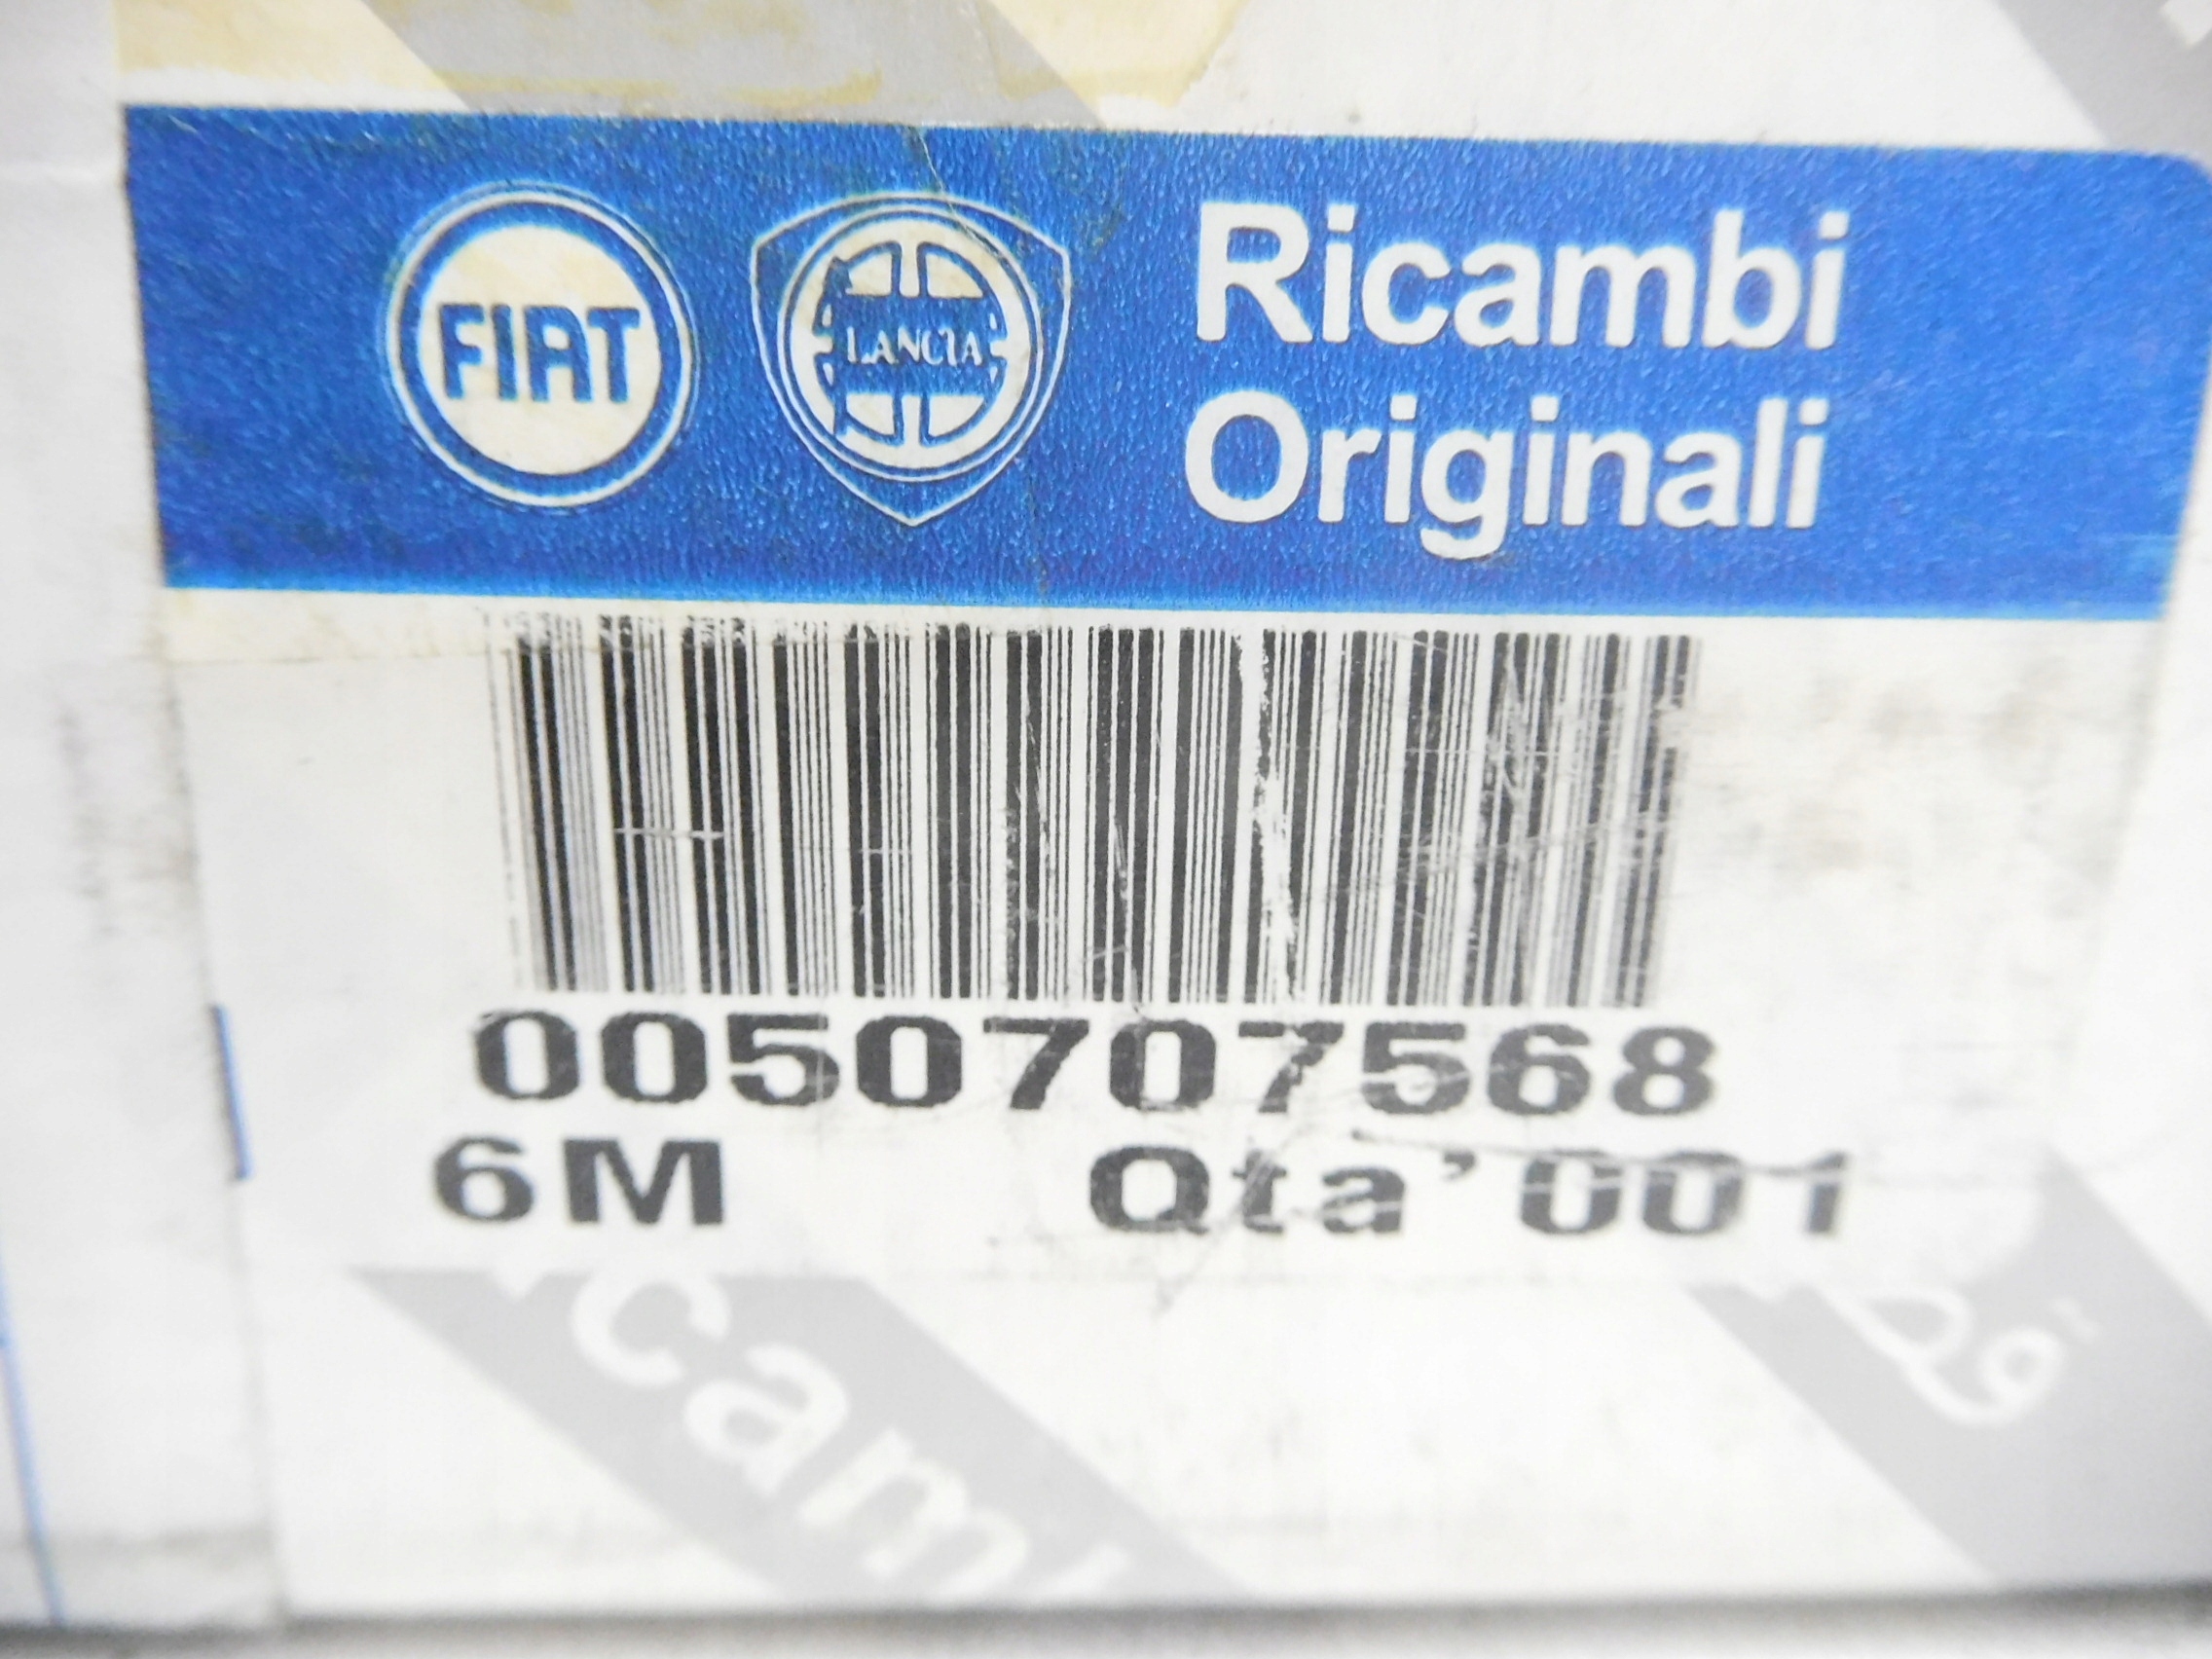 FIAT
LANCIA
Ricambi
Originali
0050707568
6M Qta'001